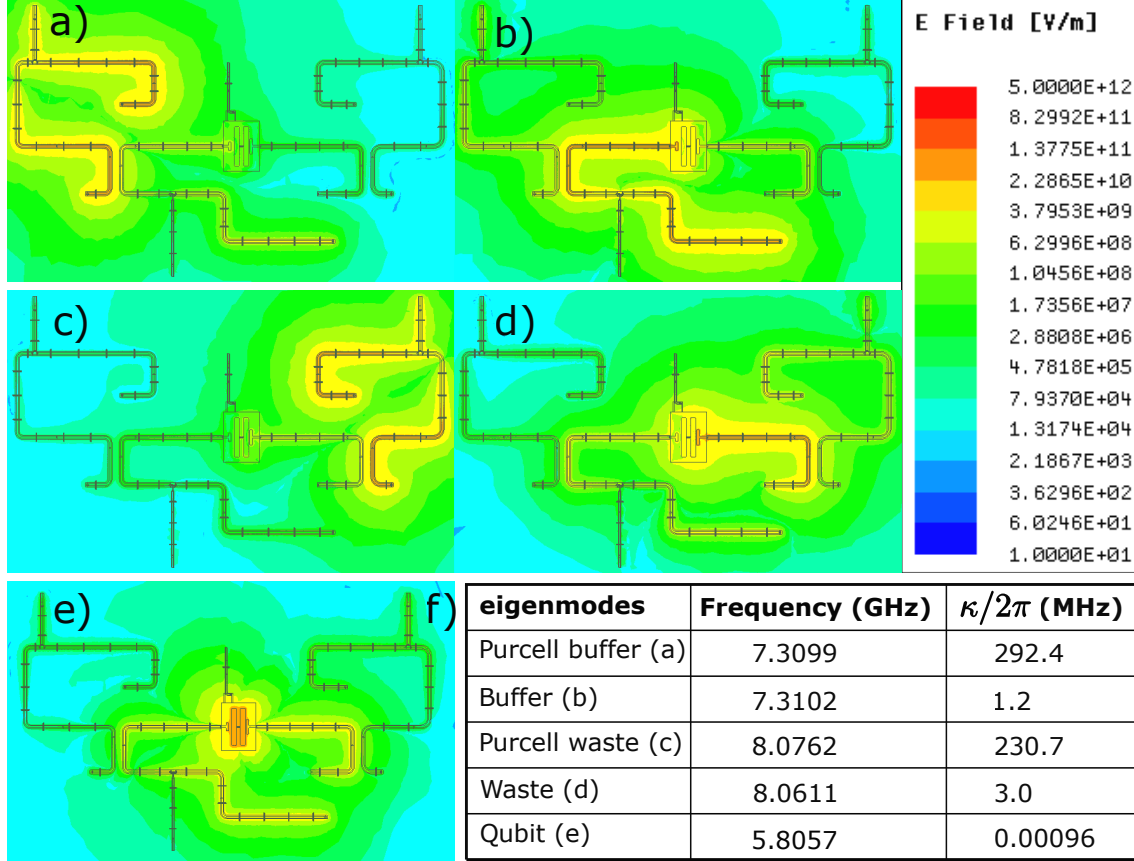 a)
b)
c)
d)
e)
f)
E Field [V/m]
5.0000E+12
8.2992E+11
1.3775E+11
2.2865E+10
3.7953E+09
6.2996E+08
1.0456E+08
1.7356E+07
2.8808E+06
4.7818E+05
7.9370E+04
1.3174E+04
2.1867E+03
3.6296E+02
6.0246E+01
1.0000E+01
eigenmodes Frequency (GHz) κ/2π (MHz)
Purcell buffer (a) 7.3099 292.4
Buffer (b) 7.3102 1.2
Purcell waste (c) 8.0762 230.7
Waste (d) 8.0611 3.0
Qubit (e) 5.8057 0.00096